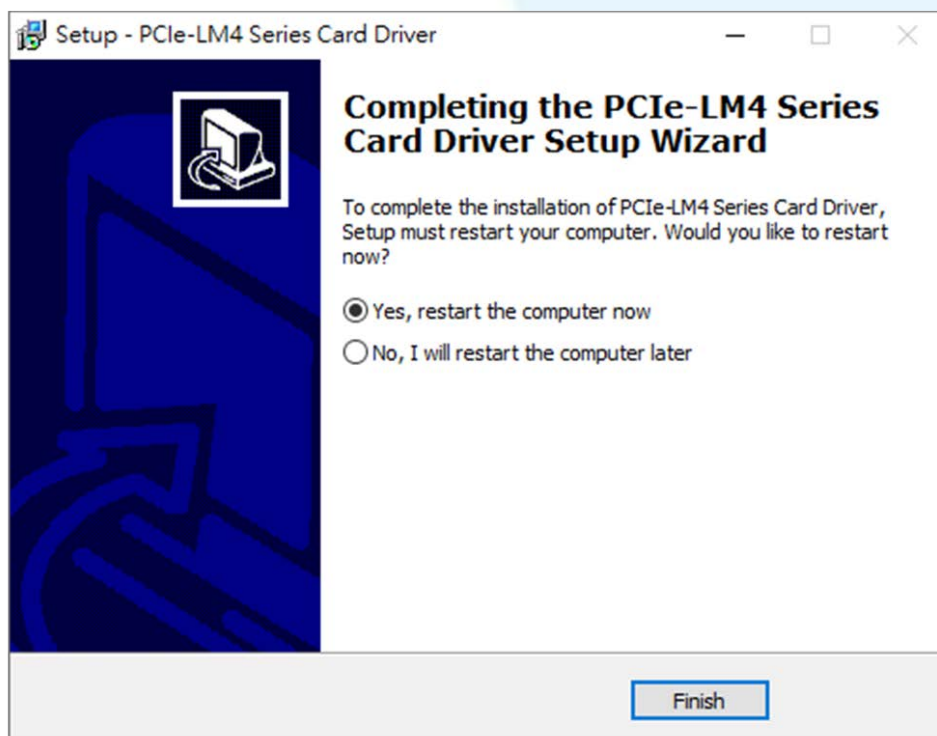 Setup - PCIe-LM4 Series Card Driver
Completing the PCIe-LM4 Series
Card Driver Setup Wizard
To complete the installation of PCIe-LM4 Series Card Driver,
Setup must restart your computer. Would you like to restart
now?
Yes, restart the computer now
No, I will restart the computer later
Finish